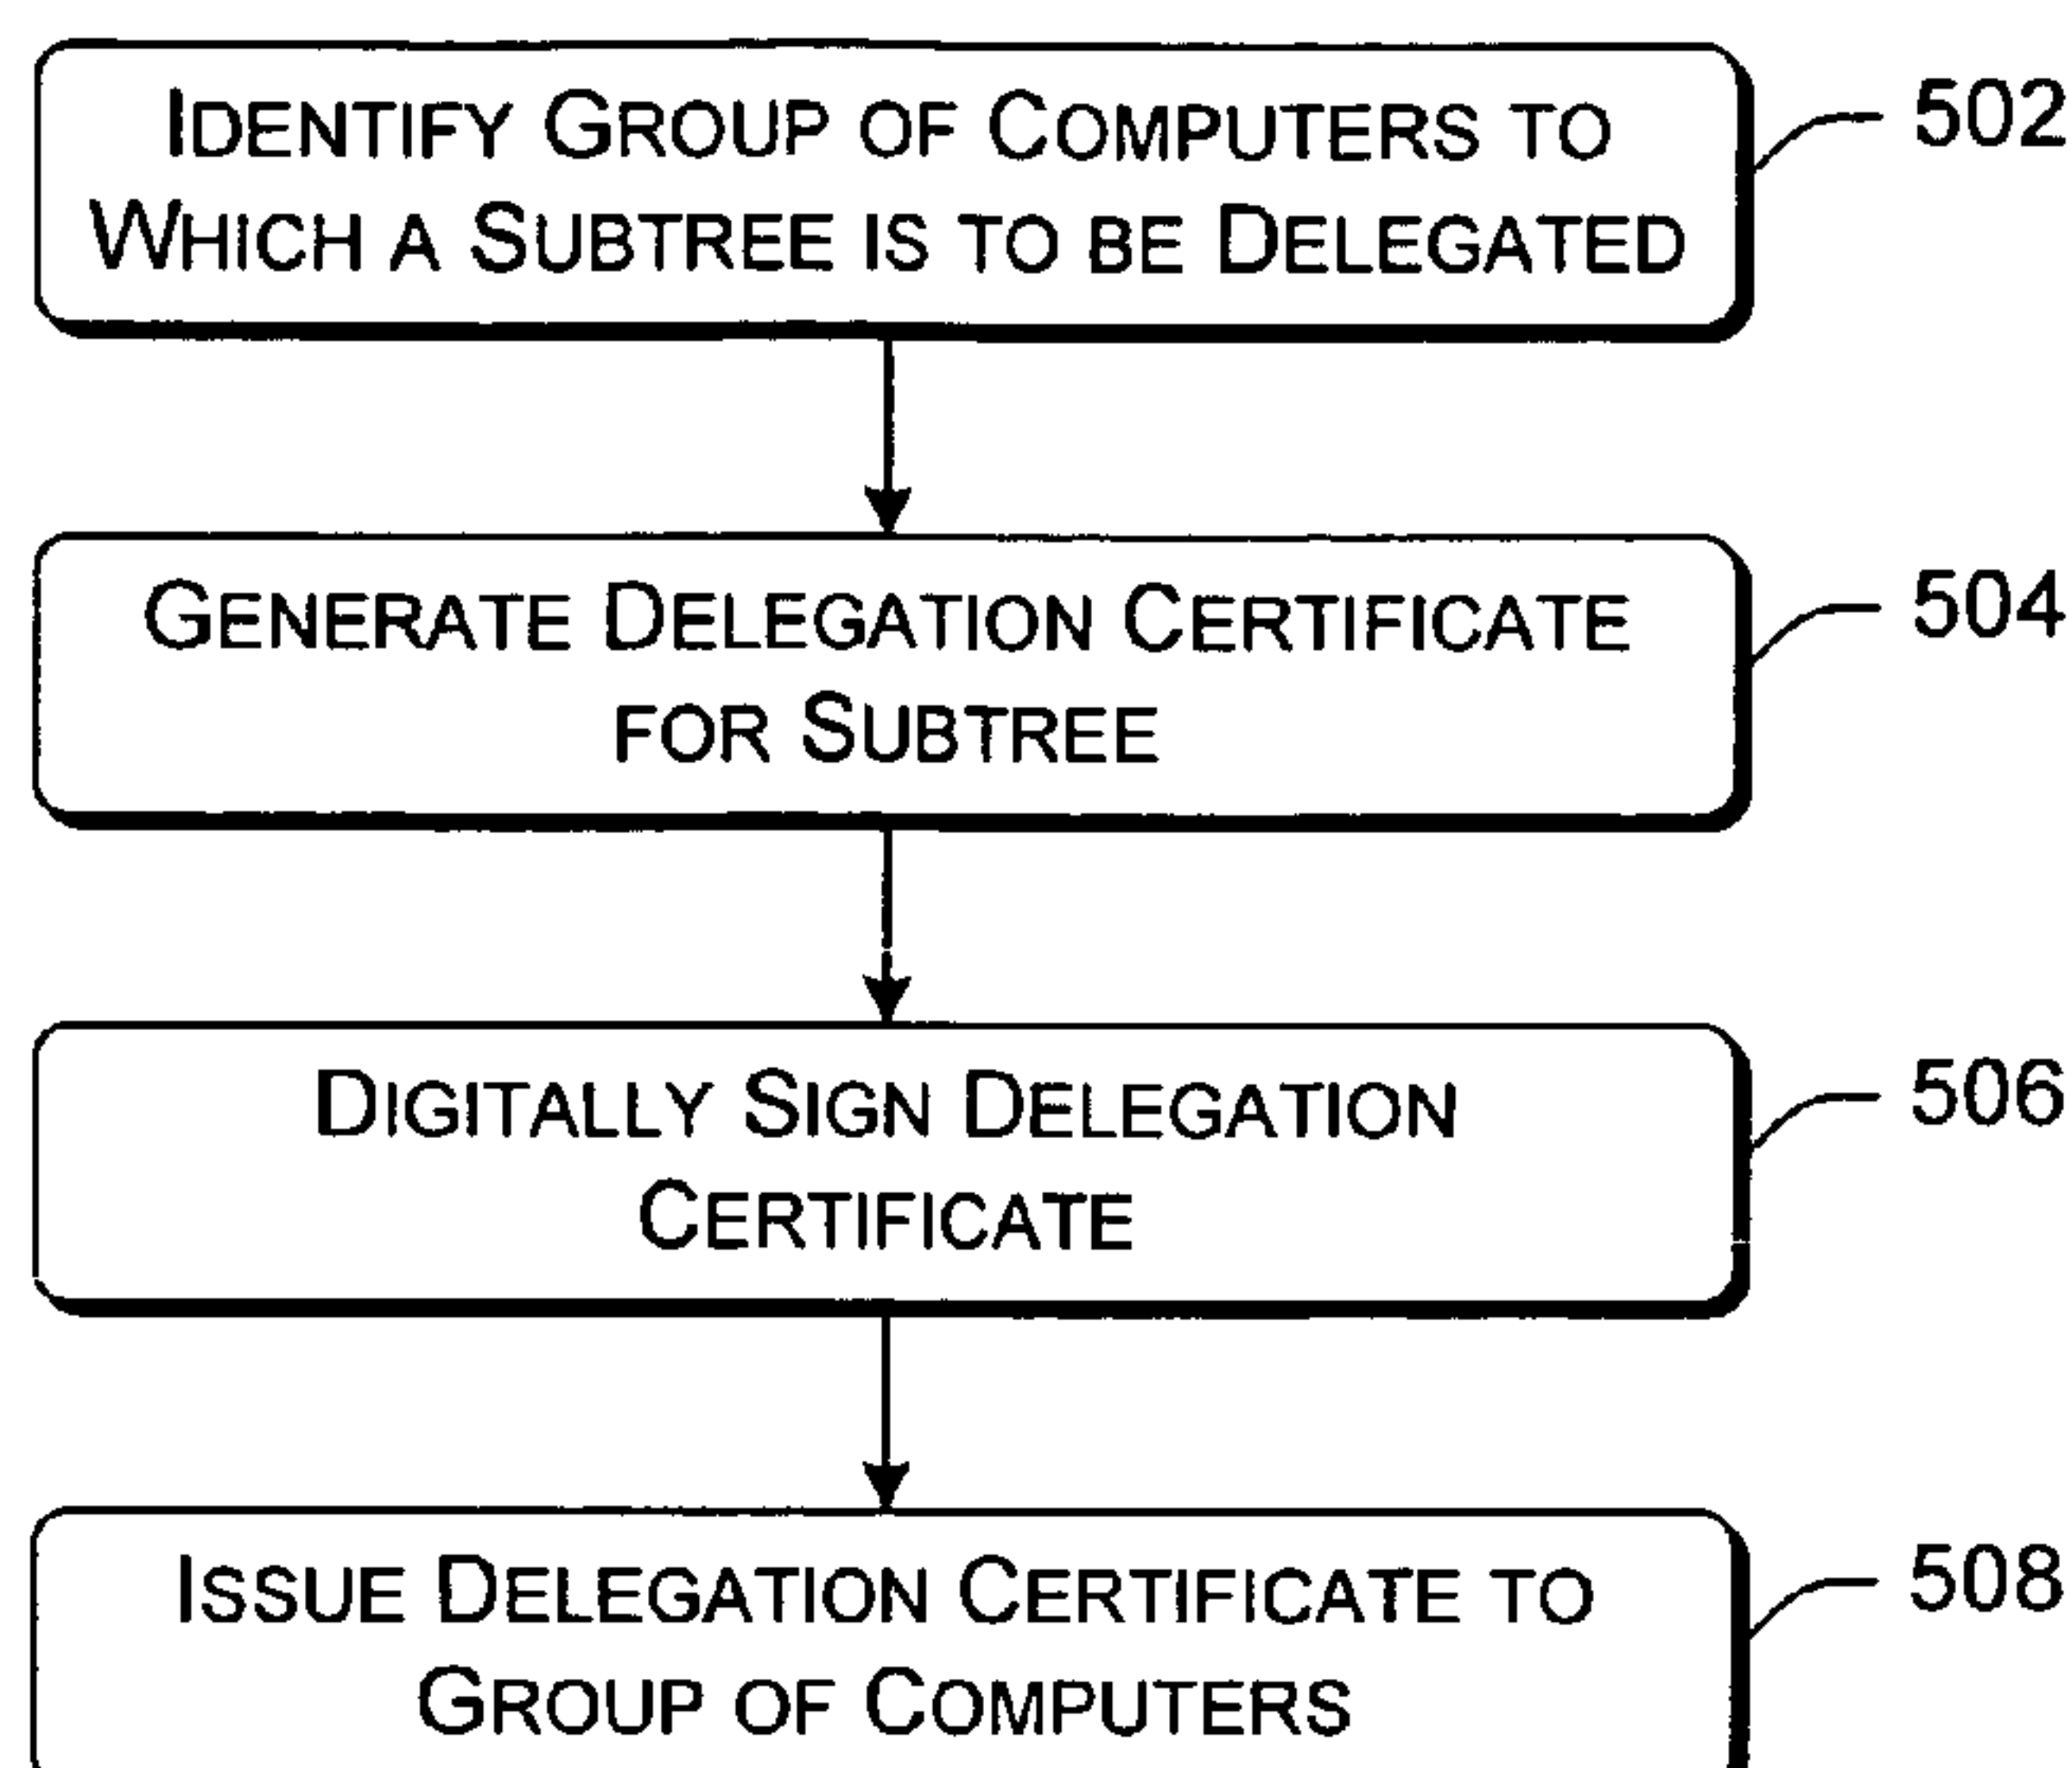 IDENTIFY GROUP OF COMPUTERS TO
WHICH A SUBTREE IS TO BE DELEGATED
502
GENERATE DELEGATION CERTIFICATE
FOR SUBTREE
504
DIGITALLY SIGN DELEGATION
CERTIFICATE
506
ISSUE DELEGATION CERTIFICATE TO
GROUP OF COMPUTERS
508